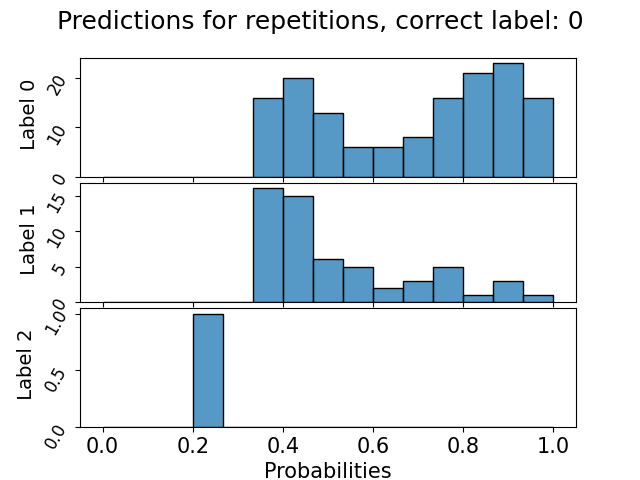 Predictions for repetitions, correct label: 0
Label 0
20
10
0
Label 1
15
10
5
0
Label 2
1.0
0.5
0.0
0.0 0.2 0.4 0.6 0.8 1.0
Probabilities